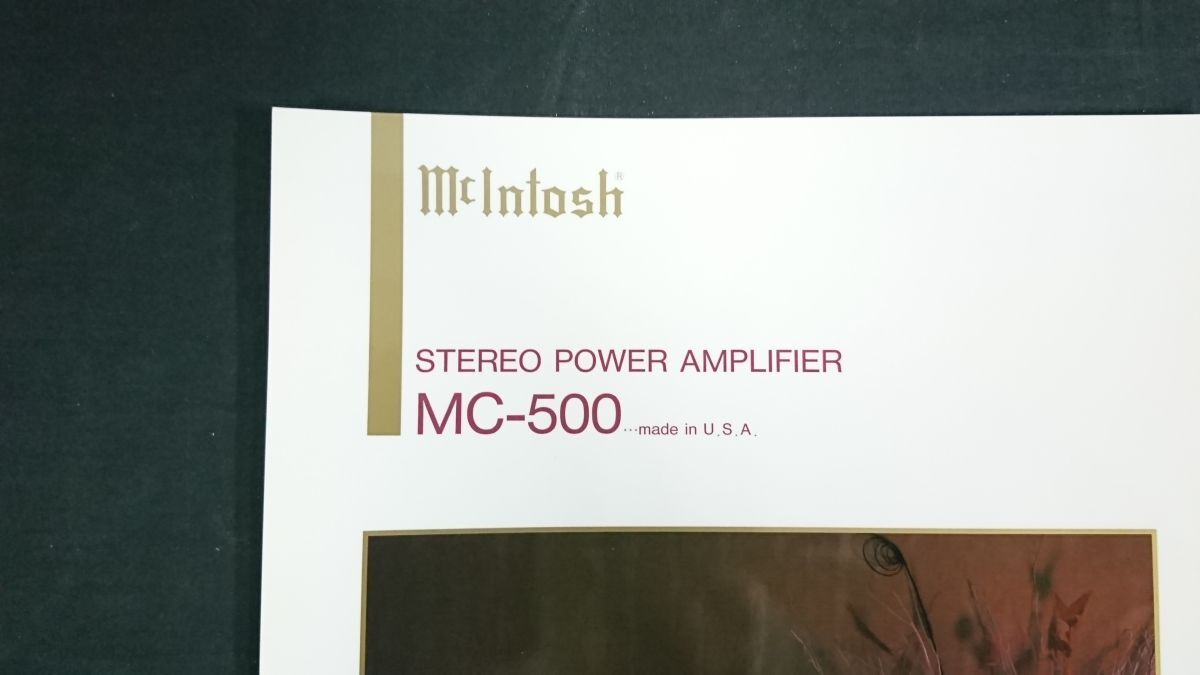 McIntosh®
STEREO POWER AMPLIFIER
MC-500…made in U.S.A.